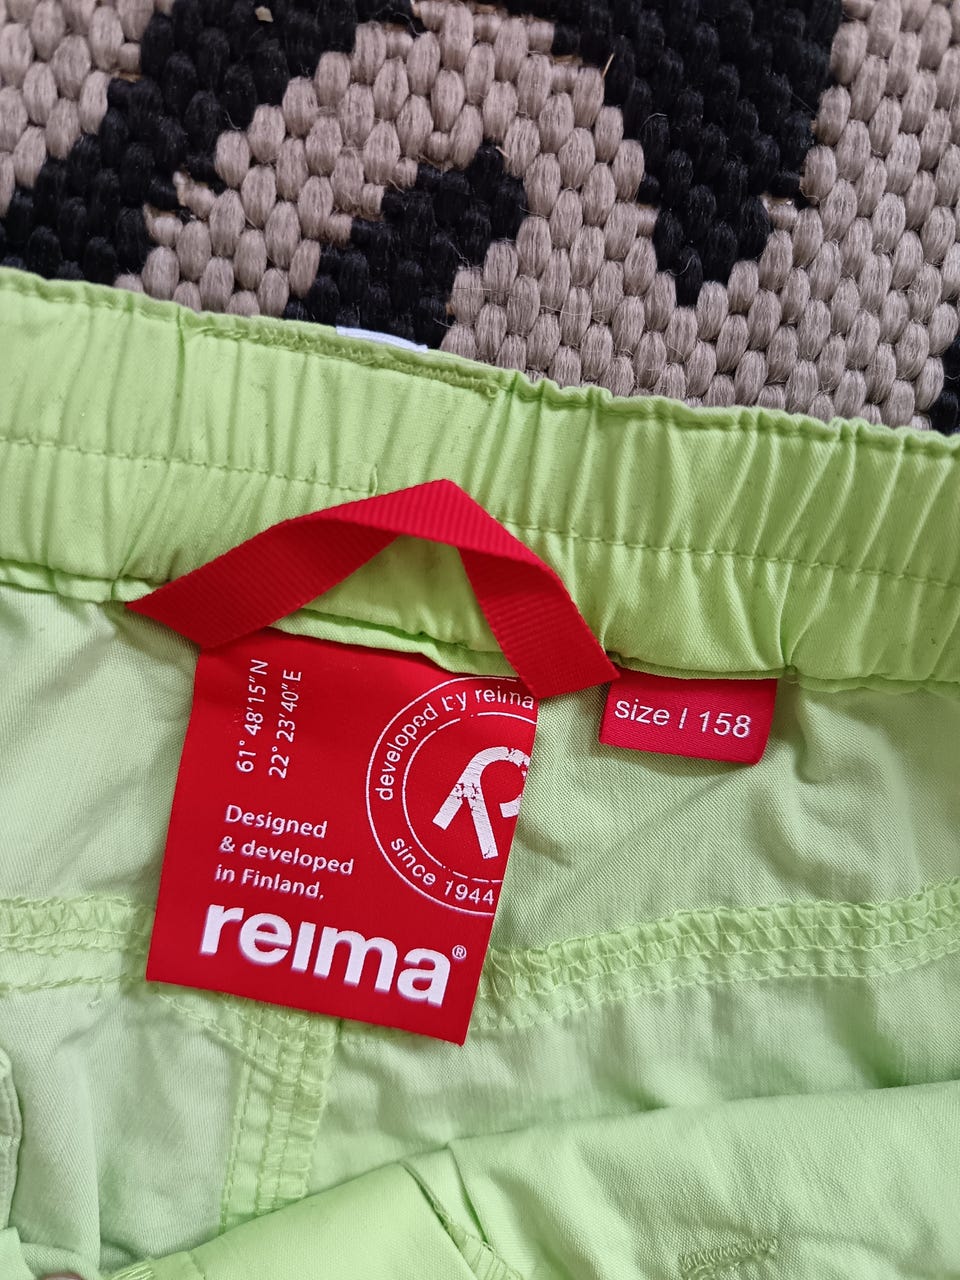 61° 48' 15" N
22° 23' 40" E
developed by reima
since 1944
Designed
& developed
in Finland.
reima®
size | 158